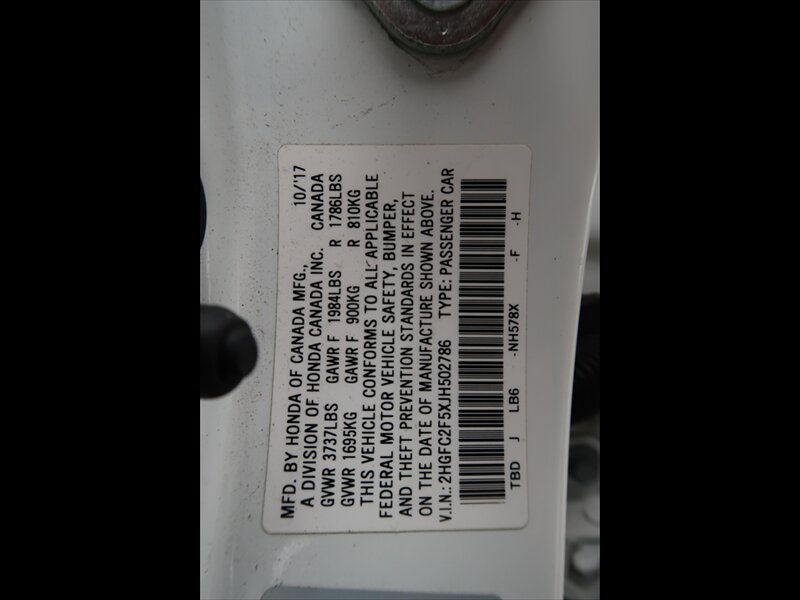 MFD. BY HONDA OF CANADA MFG., 10/'17
A DIVISION OF HONDA CANADA INC. CANADA
GVWR 3737LBS GAWR F 1984LBS R 1786LBS
GVWR 1695KG GAWR F 900KG R 810KG
THIS VEHICLE CONFORMS TO ALL APPLICABLE
FEDERAL MOTOR VEHICLE SAFETY, BUMPER,
AND THEFT PREVENTION STANDARDS IN EFFECT
ON THE DATE OF MANUFACTURE SHOWN ABOVE.
V.I.N.: 2HGFC2F5XJH502786 TYPE: PASSENGER CAR
TBD J LB6 -NH578X -F -H